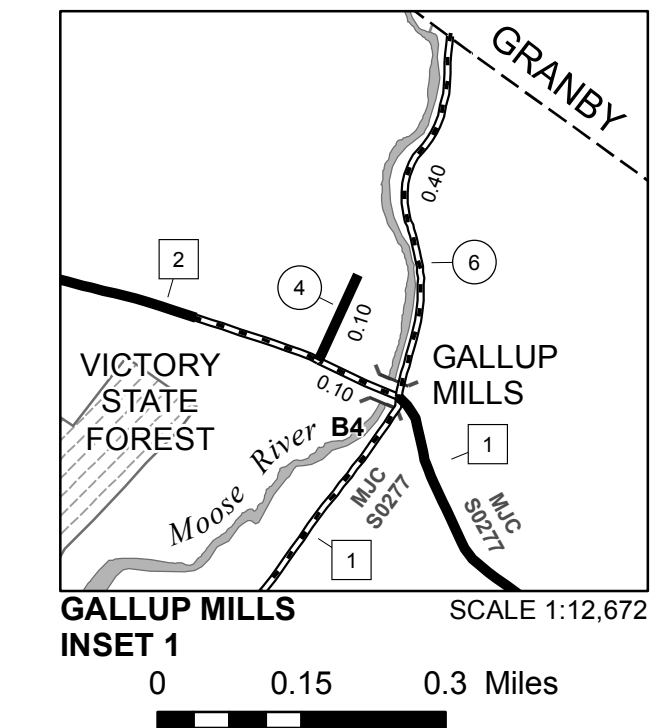 GRANBY
0.40
2
6
4
0.10
VICTORY
STATE
FOREST
GALLUP
MILLS
0.10
B4
Moose River
1
MJC
S0277
MJC
S0277
1
GALLUP MILLS
INSET 1
SCALE 1:12,672
0 0.15 0.3 Miles